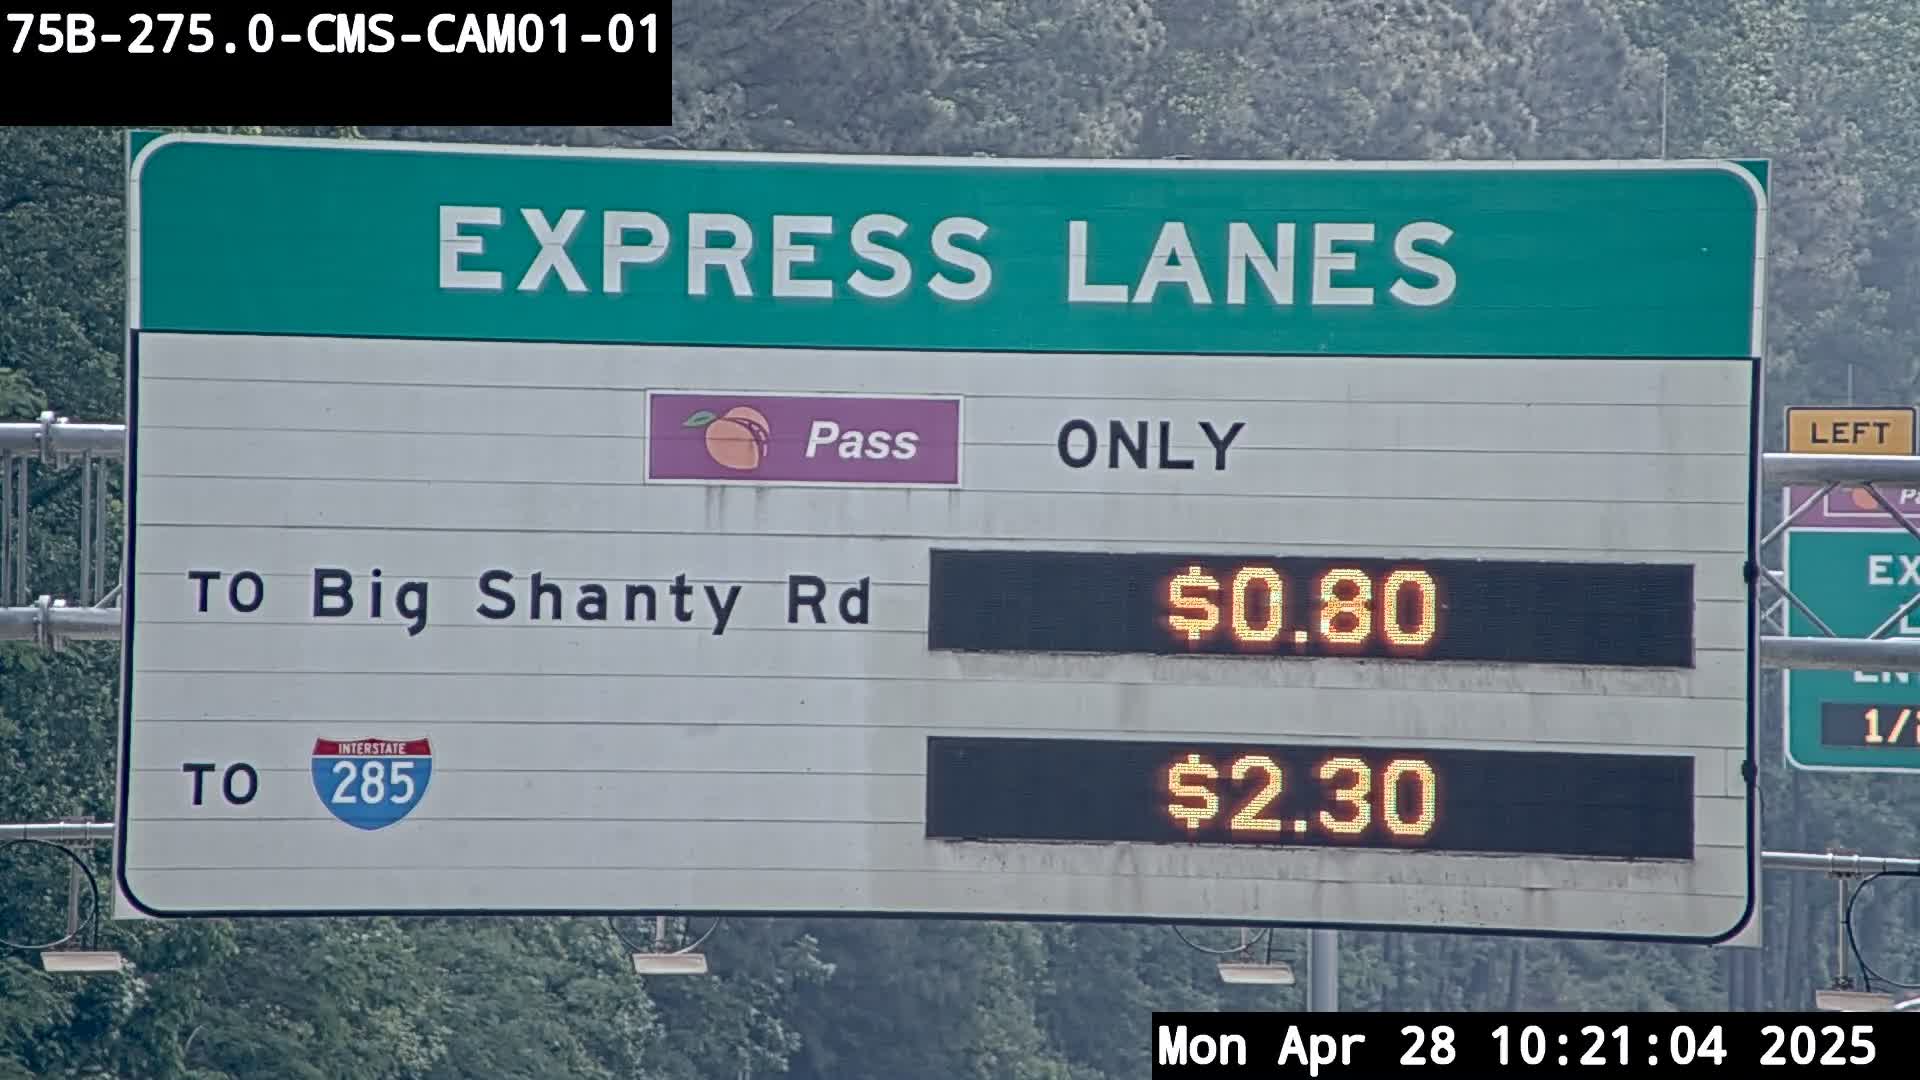 75B-275.0-CMS-CAM01-01
EXPRESS LANES
Pass ONLY
TO Big Shanty Rd $0.80
TO INTERSTATE 285 $2.30
LEFT
Mon Apr 28 10:21:04 2025